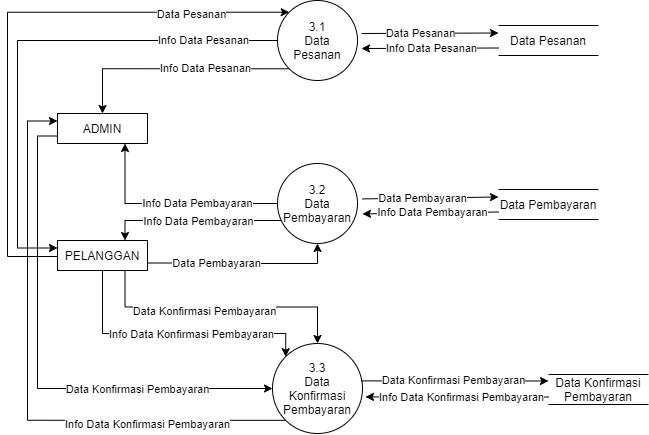 Data Pesanan
3.1
Data
Pesanan
Data Pesanan
Info Data Pesanan
Data Pesanan
Info Data Pesanan
Info Data Pesanan
ADMIN
3.2
Data
Pembayaran
Info Data Pembayaran
Info Data Pembayaran
Data Pembayaran
Info Data Pembayaran
Data Pembayaran
PELANGGAN
Data Pembayaran
Data Konfirmasi Pembayaran
Info Data Konfirmasi Pembayaran
3.3
Data
Konfirmasi
Pembayaran
Data Konfirmasi Pembayaran
Info Data Konfirmasi Pembayaran
Data Konfirmasi Pembayaran
Info Data Konfirmasi Pembayaran
Data Konfirmasi
Pembayaran